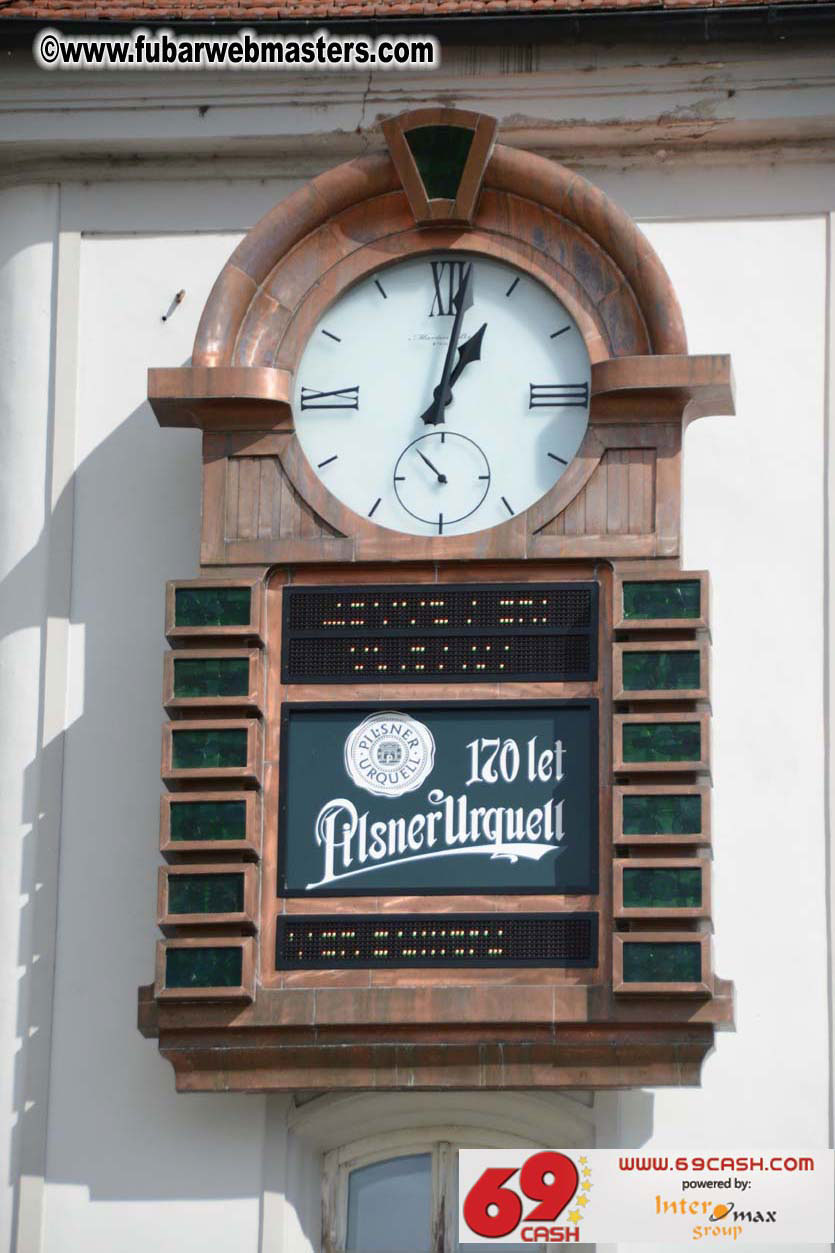 ©www.fubarwebmasters.com
XII
III
PILSNER URQUELL
170 let
Pilsner Urquell
69
CASH
WWW.69CASH.COM
powered by:
Intermax
group